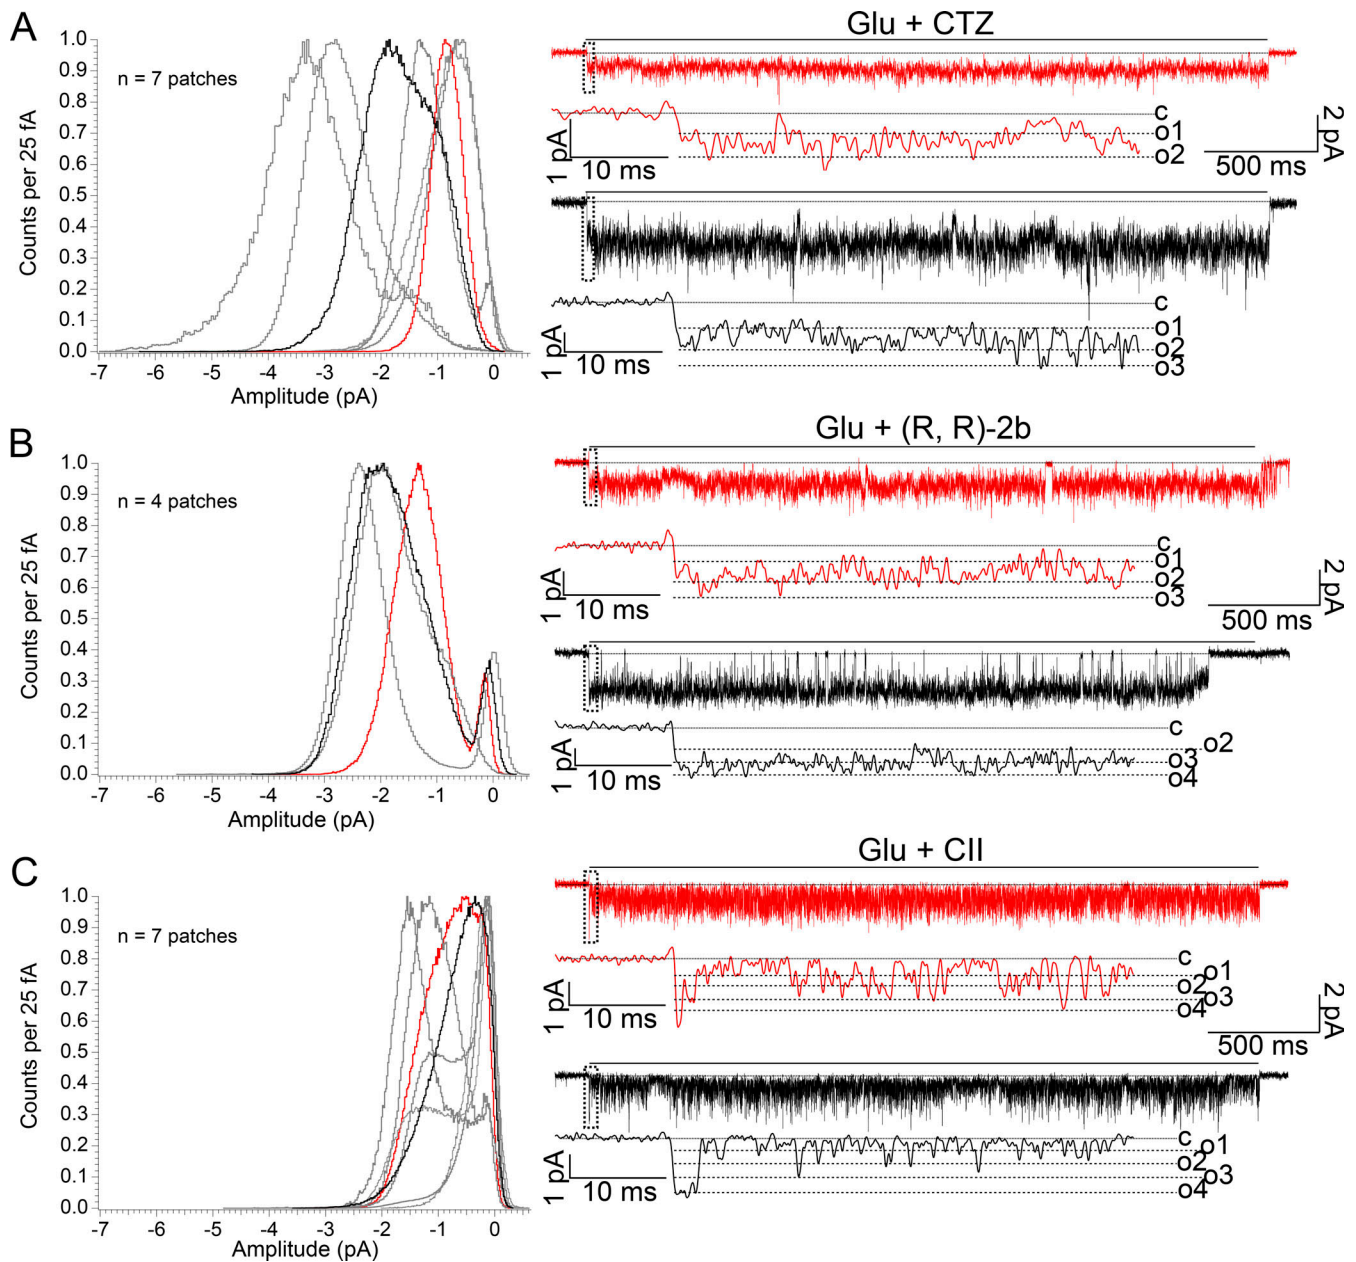 A
Glu + CTZ
Counts per 25 fA
1.0
0.9
0.8
0.7
0.6
0.5
0.4
0.3
0.2
0.1
0.0
n = 7 patches
-7 -6 -5 -4 -3 -2 -1 0
Amplitude (pA)
c
o1
o2
1 pA
10 ms
2 pA
500 ms
c
o1
o2
o3
1 pA
10 ms
B
Glu + (R, R)-2b
Counts per 25 fA
1.0
0.9
0.8
0.7
0.6
0.5
0.4
0.3
0.2
0.1
0.0
n = 4 patches
-7 -6 -5 -4 -3 -2 -1 0
Amplitude (pA)
c
o1
o2
o3
1 pA
10 ms
2 pA
500 ms
c
o2
o3
o4
1 pA
10 ms
C
Glu + CII
Counts per 25 fA
1.0
0.9
0.8
0.7
0.6
0.5
0.4
0.3
0.2
0.1
0.0
n = 7 patches
-7 -6 -5 -4 -3 -2 -1 0
Amplitude (pA)
c
o1
o2
o3
o4
1 pA
10 ms
2 pA
500 ms
c
o1
o2
o3
o4
1 pA
10 ms